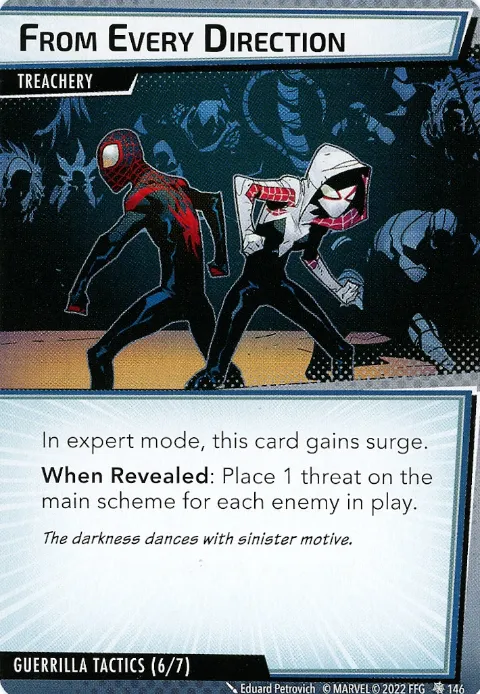 From Every Direction
TREACHERY
In expert mode, this card gains surge.
When Revealed: Place 1 threat on the
main scheme for each enemy in play.
The darkness dances with sinister motive.
GUERRILLA TACTICS (6/7)
Eduard Petrovich © MARVEL © 2022 FFG 146